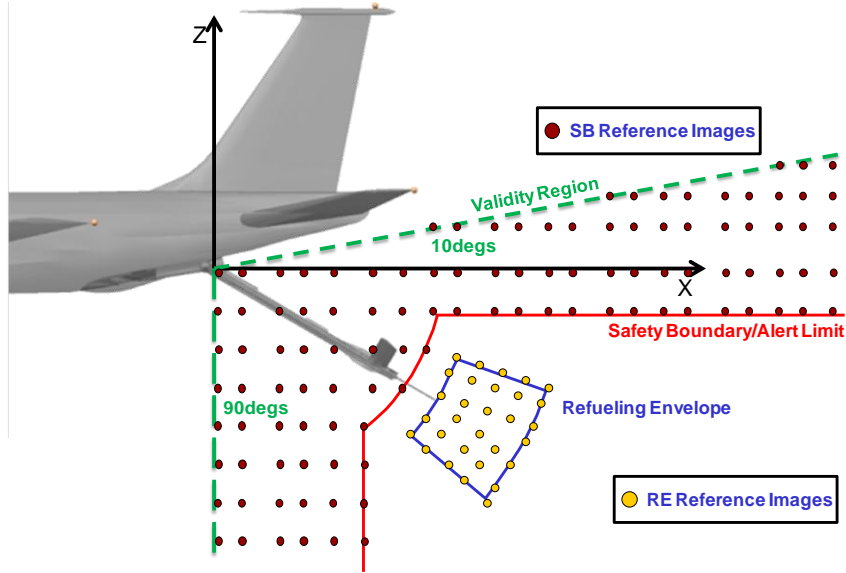 Z
SB Reference Images
Validity Region
10degs
X
Safety Boundary/Alert Limit
90degs
Refueling Envelope
RE Reference Images